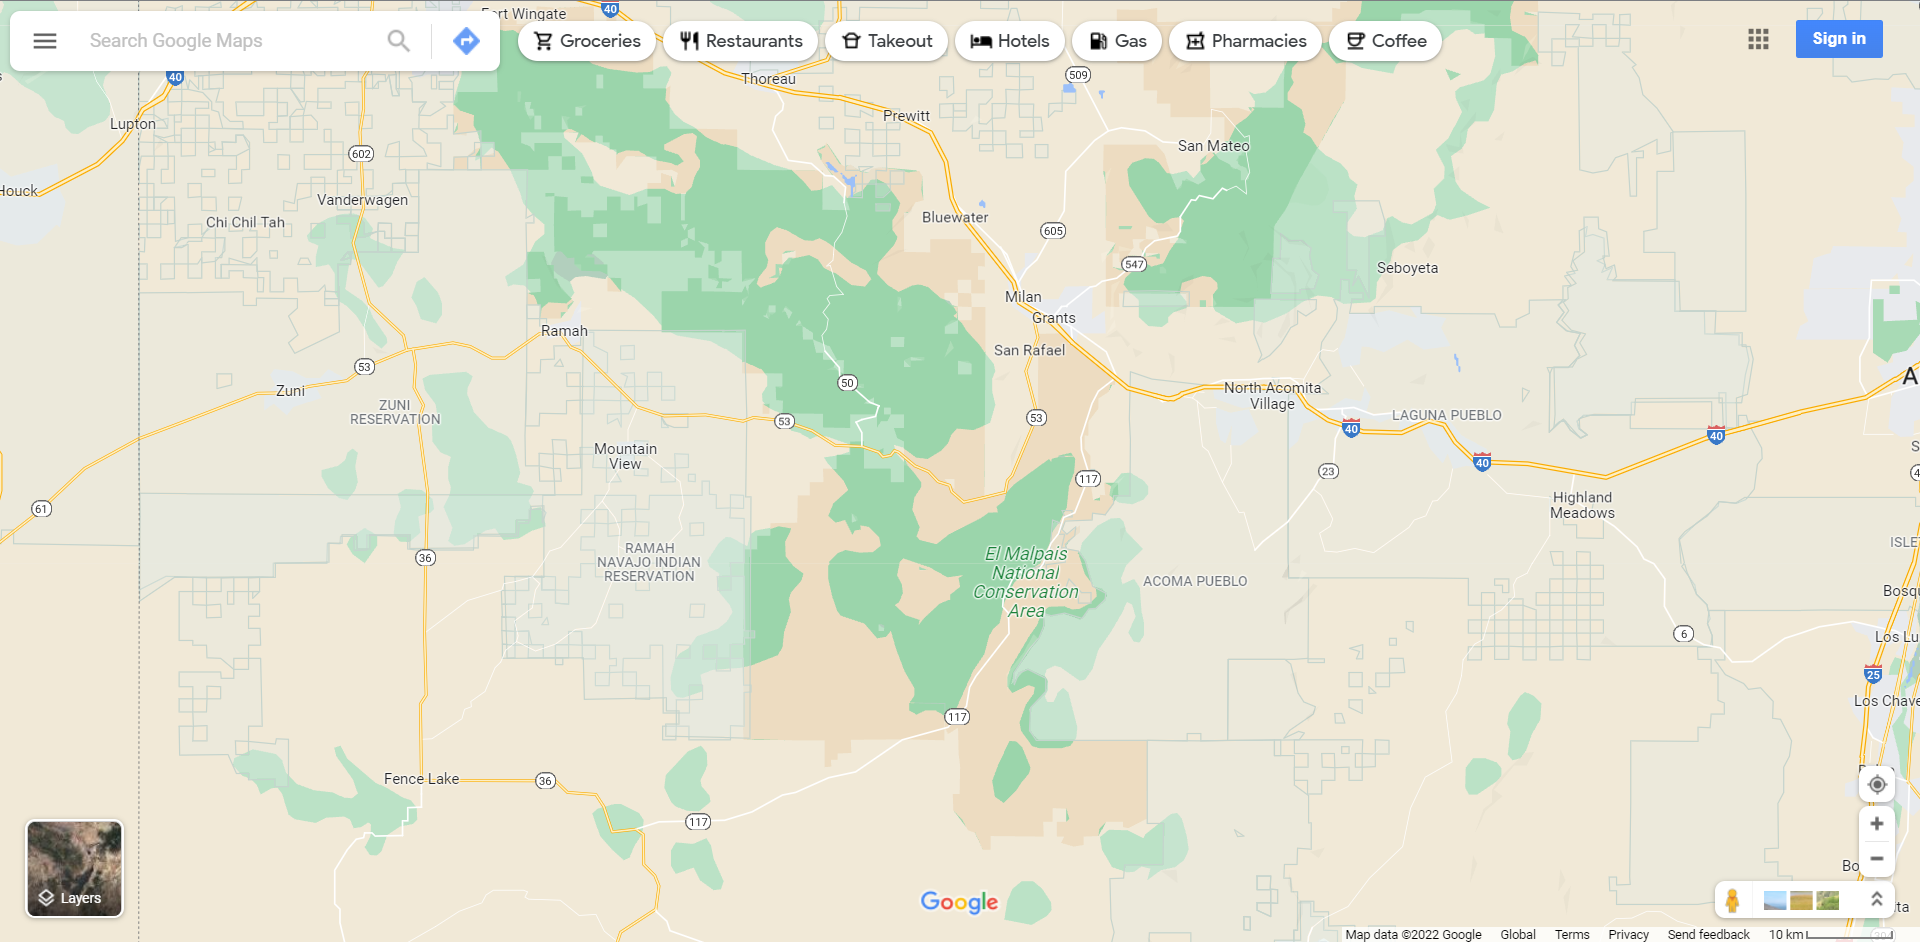 Fort Wingate
40
Search Google Maps
Groceries
Restaurants
Takeout
Hotels
Gas
Pharmacies
Coffee
Sign in
40
Thoreau
509
Prewitt
Lupton
San Mateo
602
Houck
Vanderwagen
Chi Chil Tah
Bluewater
605
547
Seboyeta
Milan
Grants
Ramah
San Rafael
53
50
Zuni
North Acomita
Village
A
ZUNI
RESERVATION
53
53
LAGUNA PUEBLO
40
40
Mountain
View
40
23
117
61
Highland
Meadows
36
RAMAH
NAVAJO INDIAN
RESERVATION
El Malpais
National
Conservation
Area
ACOMA PUEBLO
ISLE
Bosqu
6
Los Lu
25
Los Chave
117
Fence Lake
36
117
Layers
Google
Bo
ta
Map data ©2022 Google
Global
Terms
Privacy
Send feedback
10 km